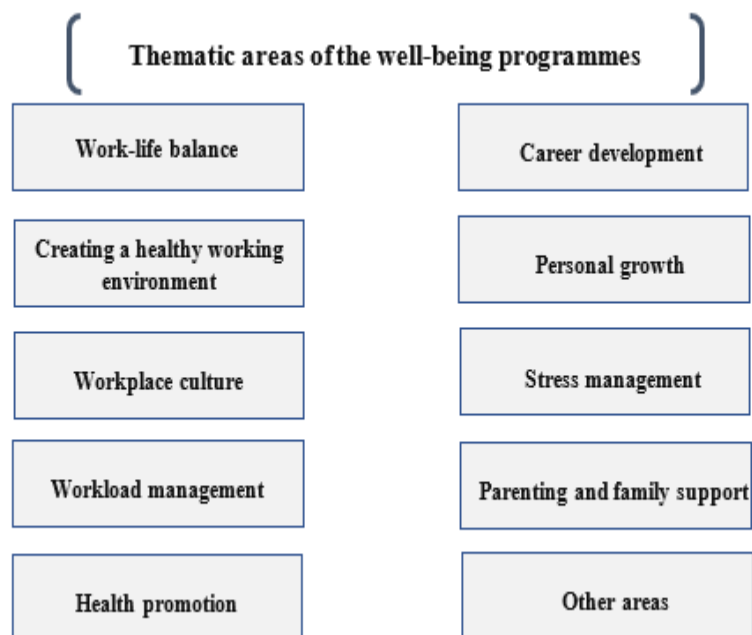 Thematic areas of the well-being programmes
Work-life balance
Career development
Creating a healthy working
environment
Personal growth
Workplace culture
Stress management
Workload management
Parenting and family support
Health promotion
Other areas